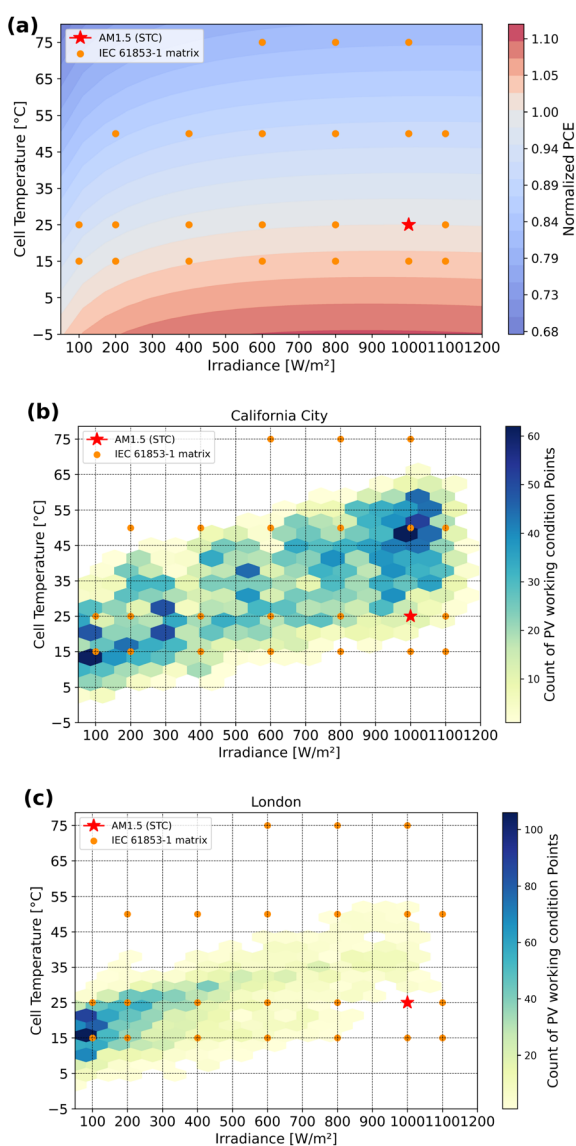 (a)
AM1.5 (STC)
IEC 61853-1 matrix
75
65
55
45
35
25
15
5
−5
Cell Temperature [°C]
100 200 300 400 500 600 700 800 900 1000 1100 1200
Irradiance [W/m²]
1.10
1.05
1.00
0.94
0.89
0.84
0.79
0.73
0.68
Normalized PCE
(b)
California City
AM1.5 (STC)
IEC 61853-1 matrix
75
65
55
45
35
25
15
5
−5
Cell Temperature [°C]
100 200 300 400 500 600 700 800 900 1000 1100 1200
Irradiance [W/m²]
60
50
40
30
20
10
Count of PV working condition Points
(c)
London
AM1.5 (STC)
IEC 61853-1 matrix
75
65
55
45
35
25
15
5
−5
Cell Temperature [°C]
100 200 300 400 500 600 700 800 900 1000 1100 1200
Irradiance [W/m²]
100
80
60
40
20
Count of PV working condition Points